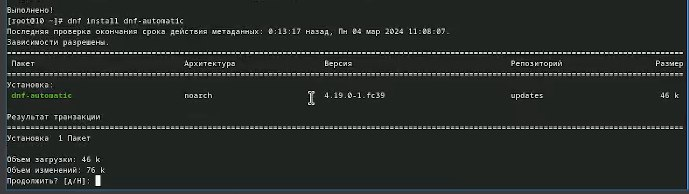 Выполнено!
[root@10 ~]# dnf install dnf-automatic
Последняя проверка окончания срока действия метаданных: 0:13:17 назад, Пн 04 мар 2024 11:08:07.
Зависимости разрешены.
Пакет Архитектура Версия Репозиторий Размер
Установка:
dnf-automatic noarch 4.19.0-1.fc39 updates 46 k
Результат транзакции
Установка 1 Пакет
Объем загрузки: 46 k
Объем изменений: 76 k
Продолжить? [д/Н]: